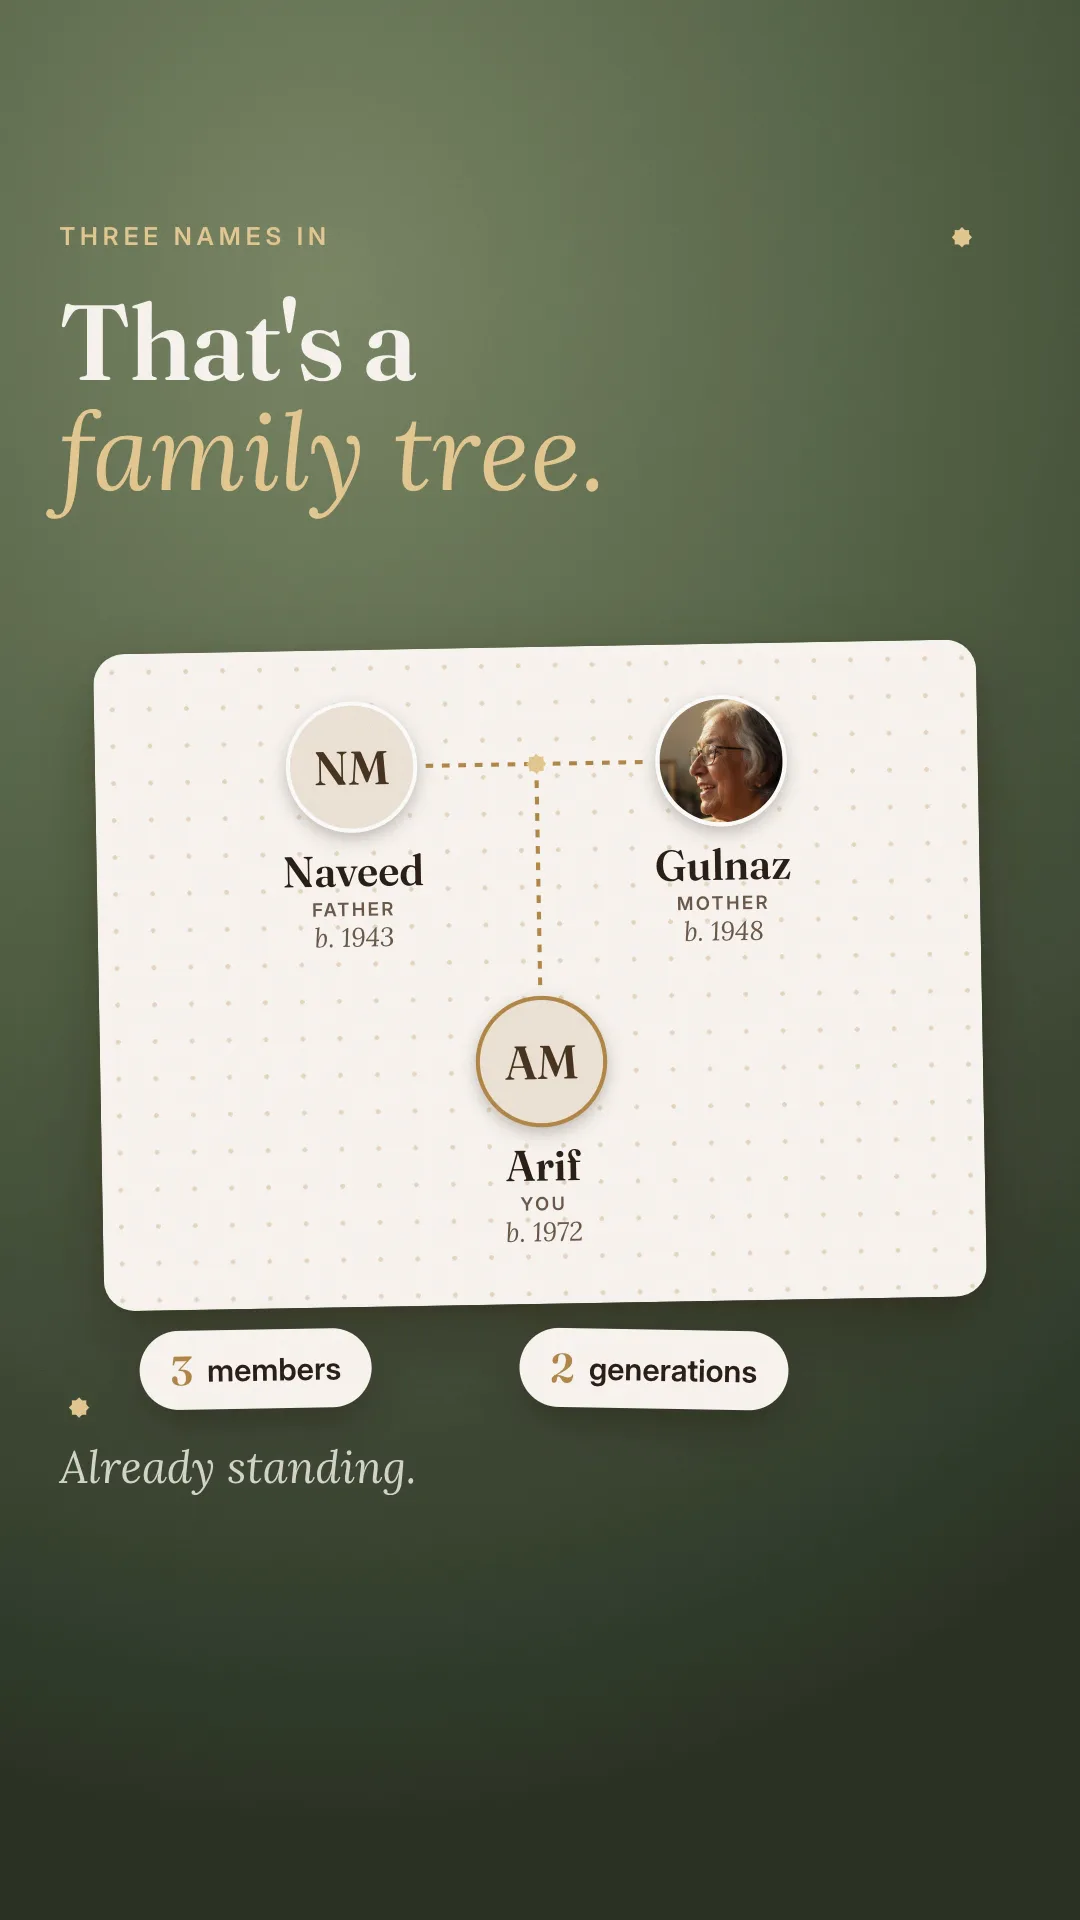 THREE NAMES IN
That's a
family tree.
NM
Naveed
FATHER
b. 1943
Gulnaz
MOTHER
b. 1948
AM
Arif
YOU
b. 1972
3 members
2 generations
Already standing.